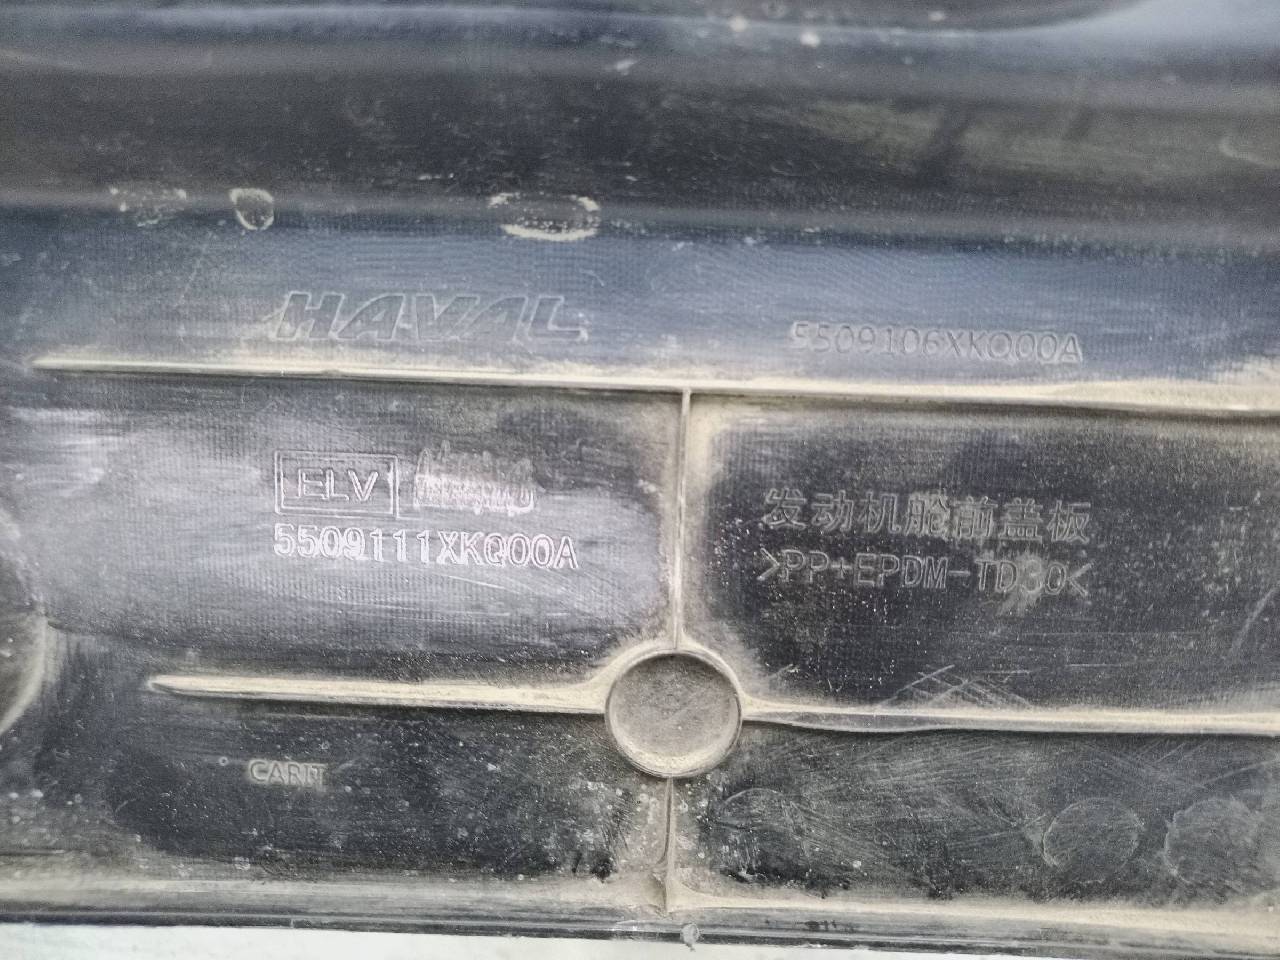 HAVAL
5509106XKQ00A
ELV
5509111XKQ00A
发动机舱前盖板
>PP+EPDM-TD30<
CARIT